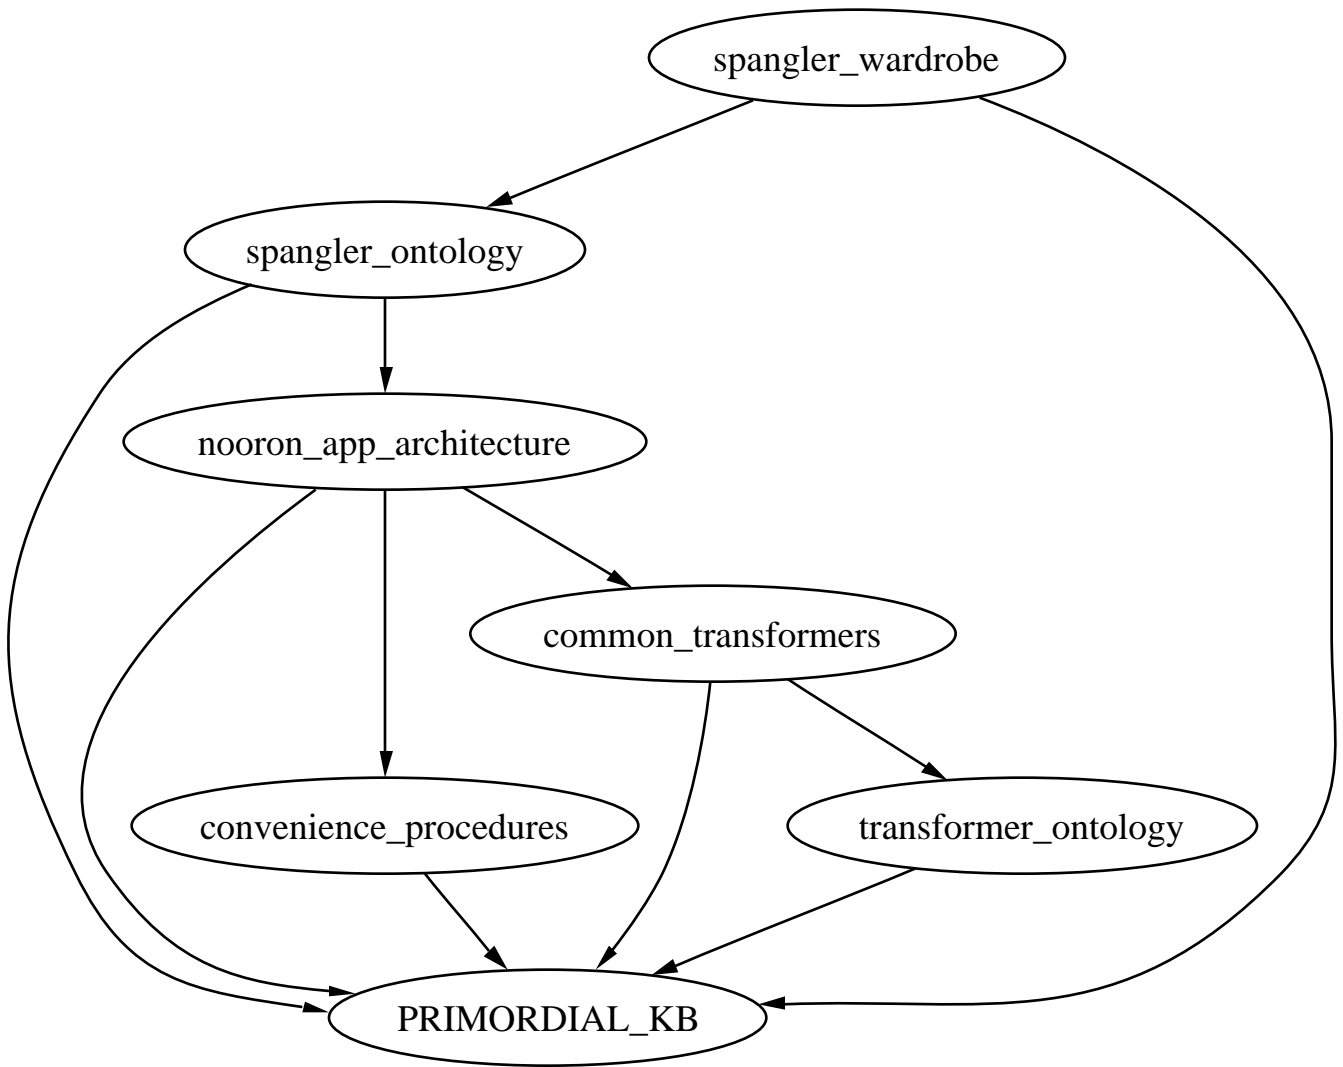 spangler_wardrobe
spangler_ontology
nooron_app_architecture
common_transformers
convenience_procedures
transformer_ontology
PRIMORDIAL_KB